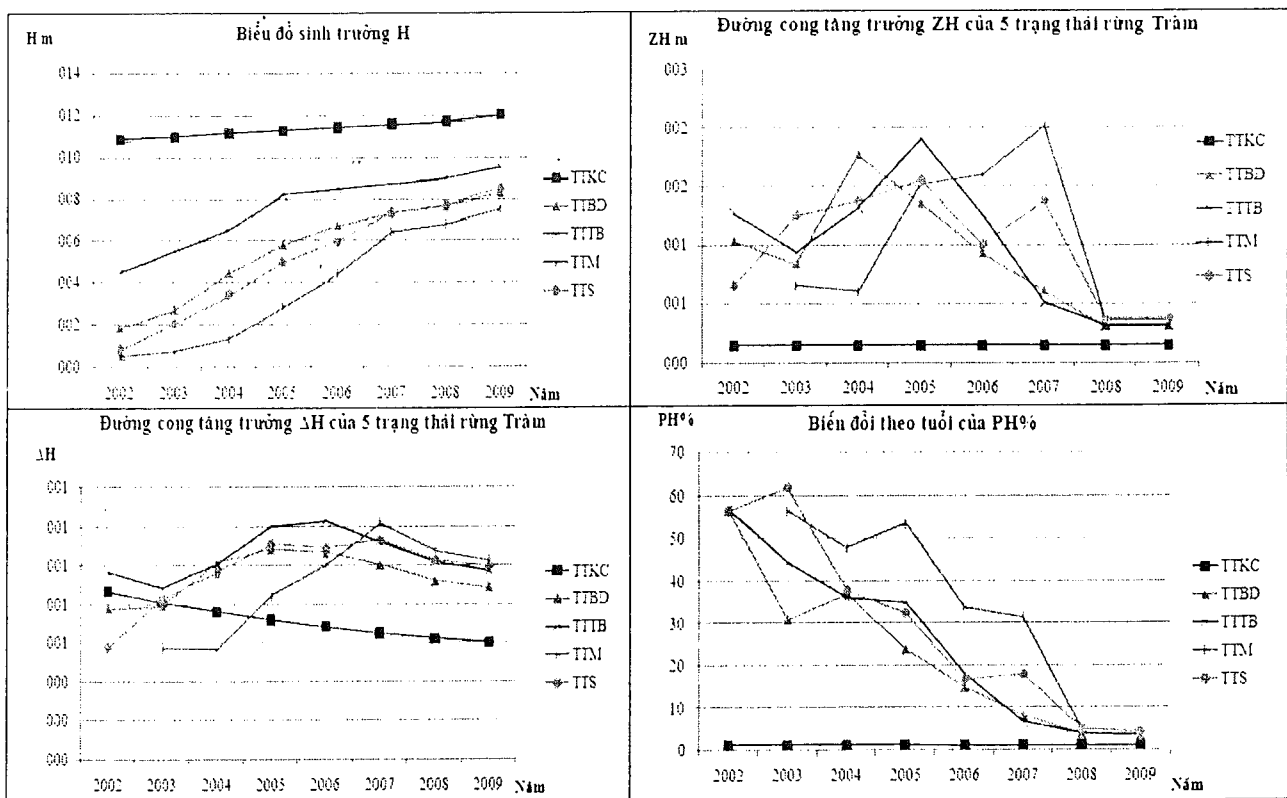 Biểu đồ sinh trưởng H
H m
014
012
010
008
006
004
002
000
2002 2003 2004 2005 2006 2007 2008 2009 Năm
TTKC
TTBD
TTTB
TTM
TTS
Đường cong tăng trưởng ZH của 5 trạng thái rừng Tràm
ZH m
003
002
002
001
001
000
2002 2003 2004 2005 2006 2007 2008 2009 Năm
TTKC
TTBD
TTTB
TTM
TTS
Đường cong tăng trưởng ΔH của 5 trạng thái rừng Tràm
ΔH
001
001
001
001
001
000
000
000
2002 2003 2004 2005 2006 2007 2008 2009 Năm
TTKC
TTBD
TTTB
TTM
TTS
Biến đổi theo tuổi của PH%
PH%
70
60
50
40
30
20
10
0
2002 2003 2004 2005 2006 2007 2008 2009 Năm
TTKC
TTBD
TTTB
TTM
TTS